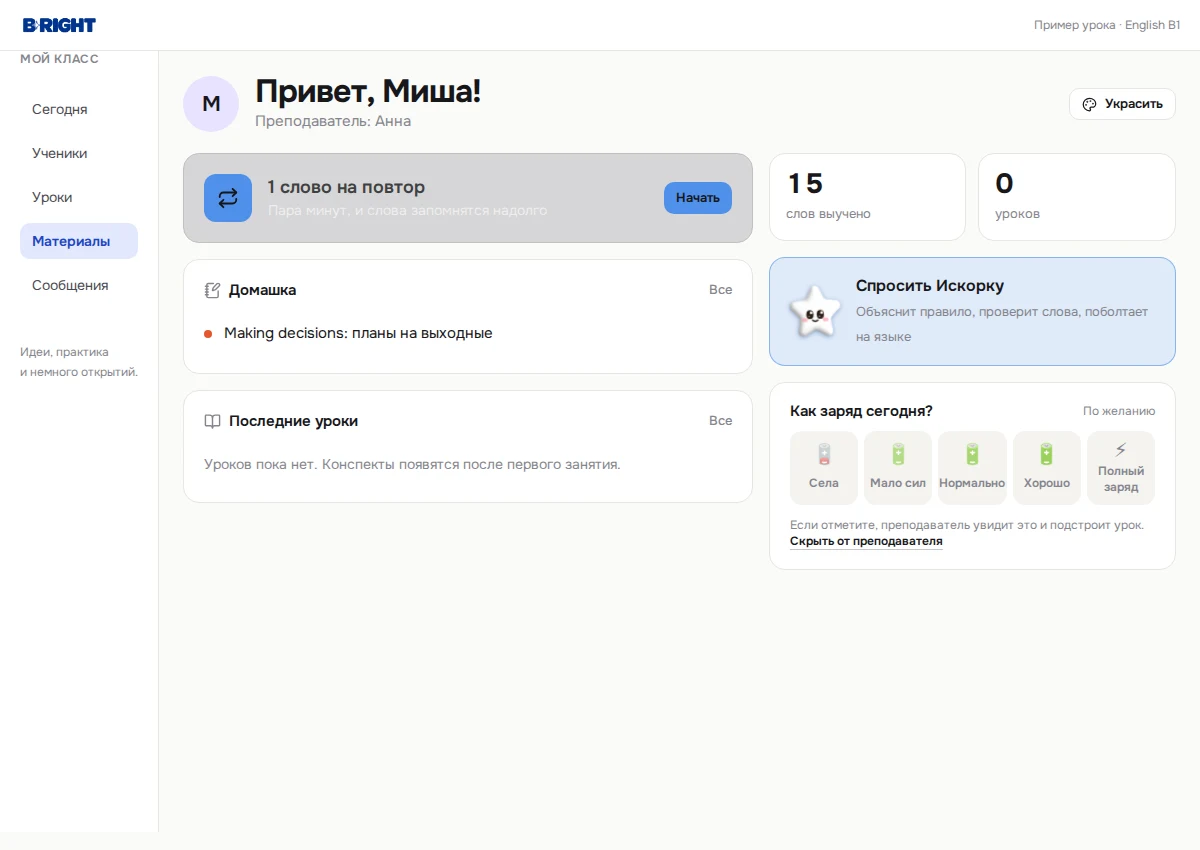 B RIGHT
Пример урока · English B1
МОЙ КЛАСС
Сегодня
Ученики
Уроки
Материалы
Сообщения
Идеи, практика
и немного открытий.
М
Привет, Миша!
Преподаватель: Анна
Украсить
1 слово на повтор
Пара минут, и слова запомнятся надолго
Начать
15
слов выучено
0
уроков
Домашка
Все
Making decisions: планы на выходные
Спросить Искорку
Объяснит правило, проверит слова, поболтает
на языке
Последние уроки
Все
Уроков пока нет. Конспекты появятся после первого занятия.
Как заряд сегодня?
По желанию
Села
Мало сил
Нормально
Хорошо
Полный
заряд
Если отметите, преподаватель увидит это и подстроит урок.
Скрыть от преподавателя